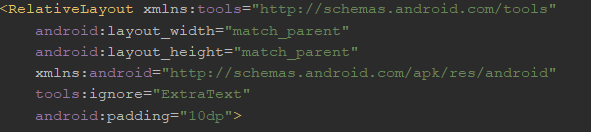 <RelativeLayout xmlns:tools="http://schemas.android.com/tools"
android:layout_width="match_parent"
android:layout_height="match_parent"
xmlns:android="http://schemas.android.com/apk/res/android"
tools:ignore="ExtraText"
android:padding="10dp">